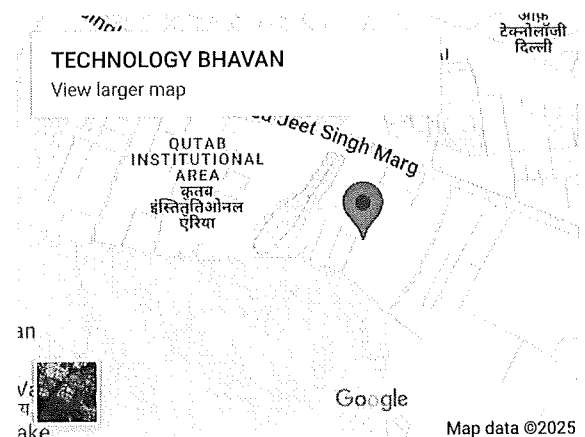 TECHNOLOGY BHAVAN
View larger map
टेक्नोलॉजी
दिल्ली
Jeet Singh Marg
QUTAB
INSTITUTIONAL
AREA
कुतब
इंस्तितुतिओनल
एरिया
Google
Map data ©2025